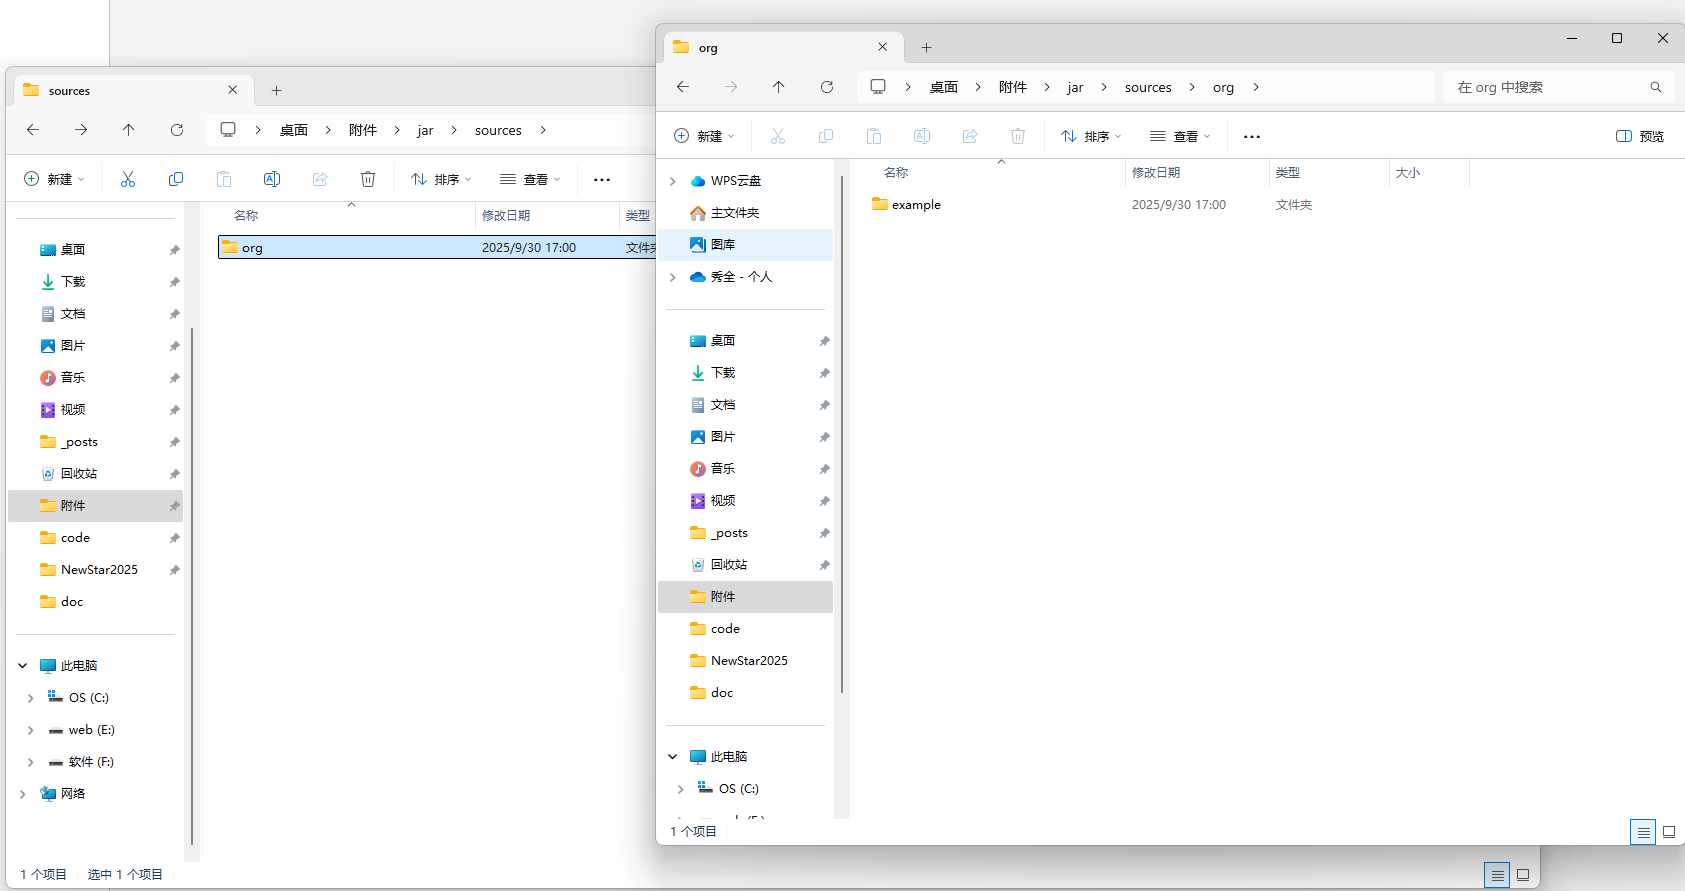 sources
桌面
附件
jar
sources
新建
排序
查看
名称
修改日期
类型
org
2025/9/30 17:00
桌面
下载
文档
图片
音乐
视频
_posts
回收站
附件
code
NewStar2025
doc
此电脑
OS (C:)
web (E:)
软件 (F:)
网络
1 个项目 选中 1 个项目
org
桌面
附件
jar
sources
org
在 org 中搜索
新建
排序
查看
预览
名称
修改日期
类型
大小
example
2025/9/30 17:00
文件夹
WPS云盘
主文件夹
图库
秀全 - 个人
桌面
下载
文档
图片
音乐
视频
_posts
回收站
附件
code
NewStar2025
doc
此电脑
OS (C:)
1 个项目